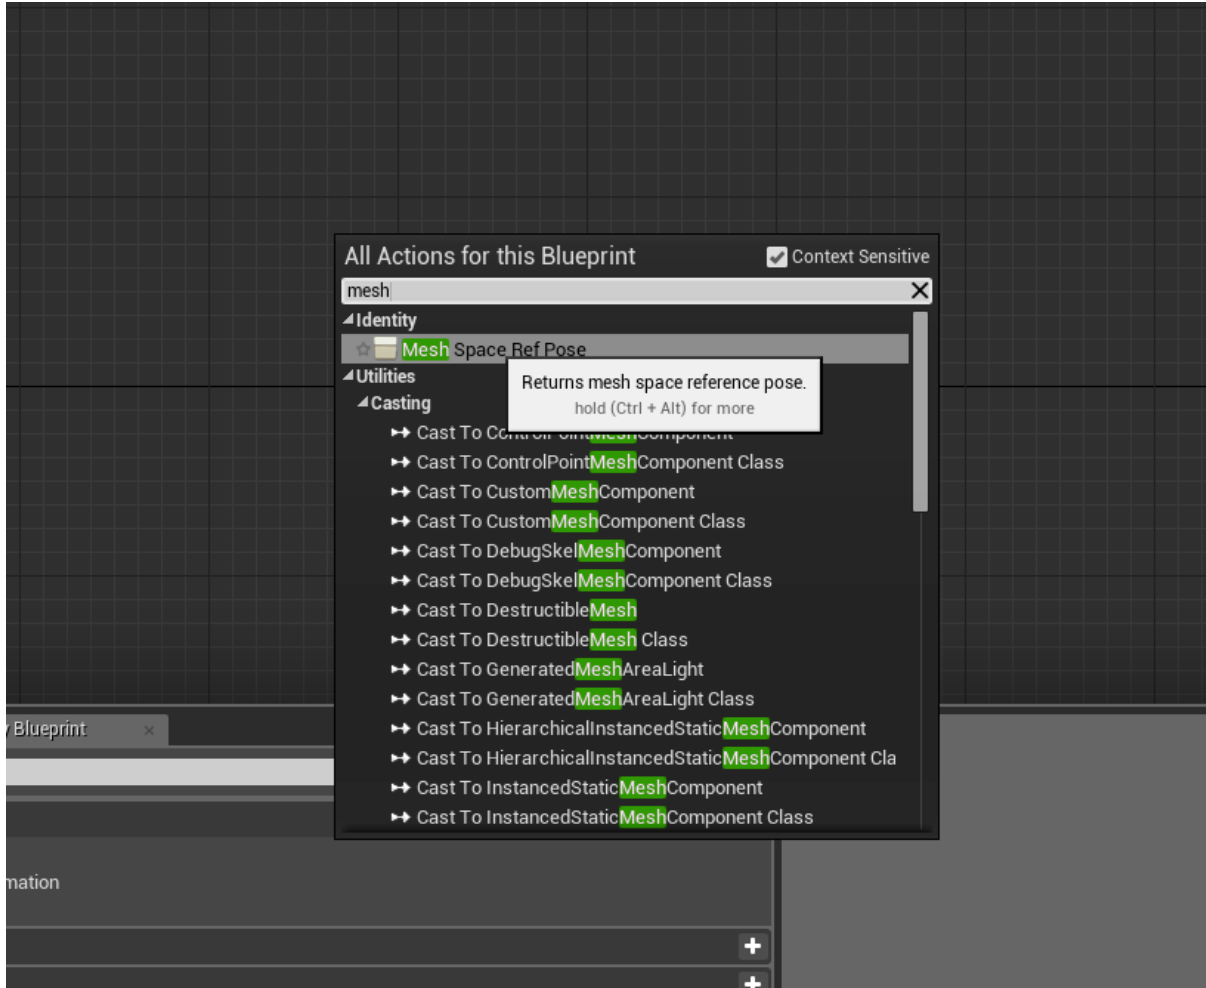 All Actions for this Blueprint
Context Sensitive
mesh
Identity
Mesh Space Ref Pose
Returns mesh space reference pose.
hold (Ctrl + Alt) for more
Utilities
Casting
Cast To ControlPointMeshComponent
Cast To ControlPointMeshComponent Class
Cast To CustomMeshComponent
Cast To CustomMeshComponent Class
Cast To DebugSkelMeshComponent
Cast To DebugSkelMeshComponent Class
Cast To DestructibleMesh
Cast To DestructibleMesh Class
Cast To GeneratedMeshAreaLight
Cast To GeneratedMeshAreaLight Class
Cast To HierarchicalInstancedStaticMeshComponent
Cast To HierarchicalInstancedStaticMeshComponent Cla
Cast To InstancedStaticMeshComponent
Cast To InstancedStaticMeshComponent Class
Blueprint
mation